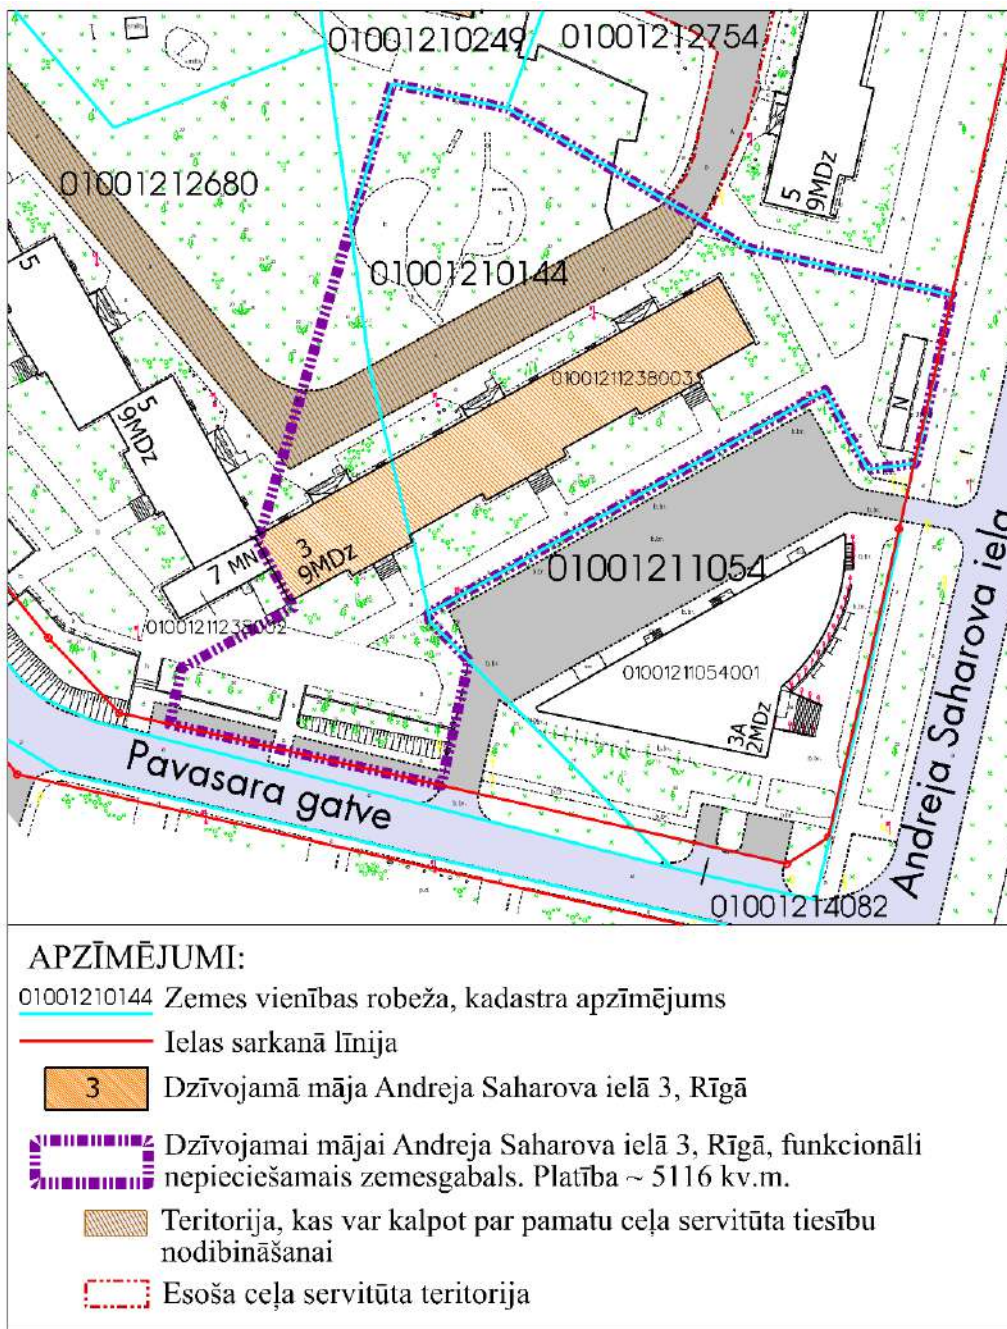 01001210249
01001212754
01001212680
5
9MDz
01001210144
5
5
9MDz
01001211238003
N
3
9MDz
7 MN
01001211238002
01001211054
01001211054001
3A
2MDz
Pavasara gatve
Andreja Saharova iela
01001214082
APZĪMĒJUMI:
01001210144 Zemes vienības robeža, kadastra apzīmējums
Ielas sarkanā līnija
3 Dzīvojamā māja Andreja Saharova ielā 3, Rīgā
Dzīvojamai mājai Andreja Saharova ielā 3, Rīgā, funkcionāli
nepieciešamais zemesgabals. Platība ~ 5116 kv.m.
Teritorija, kas var kalpot par pamatu ceļa servitūta tiesību
nodibināšanai
Esoša ceļa servitūta teritorija